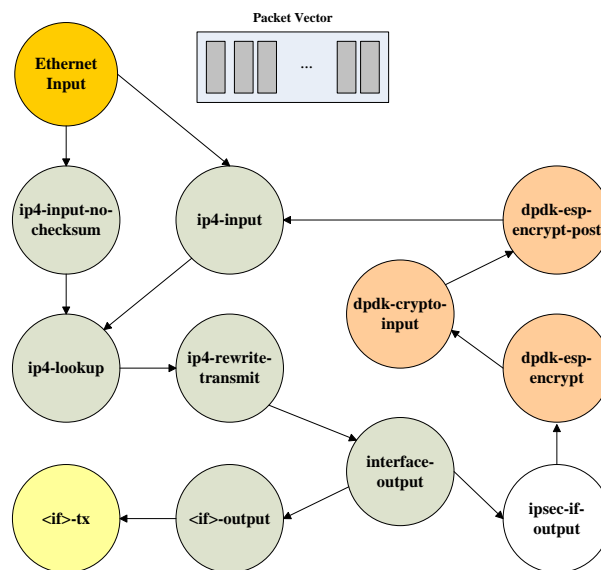 Packet Vector
...
Ethernet
Input
ip4-input-no-
checksum
ip4-input
dpdk-esp-
encrypt-post
dpdk-crypto-
input
ip4-lookup
ip4-rewrite-
transmit
dpdk-esp-
encrypt
interface-
output
<if>-tx
<if>-output
ipsec-if-
output